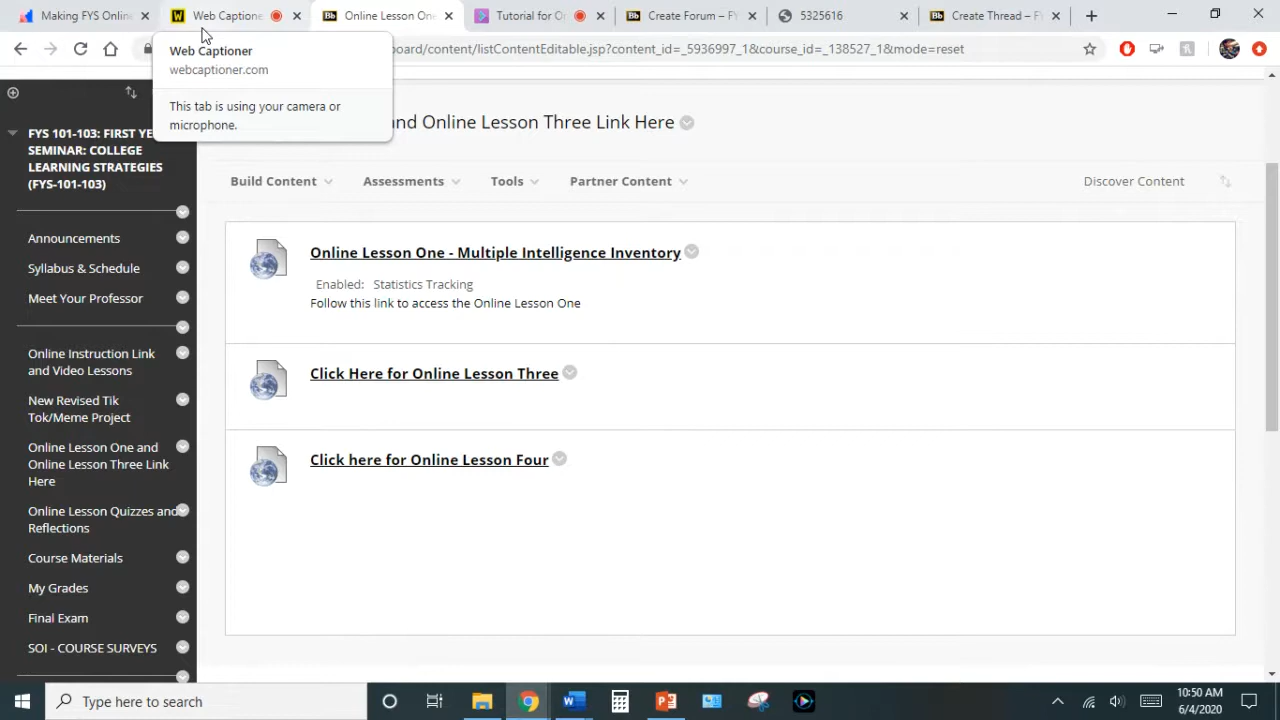 Making FYS Online
Web Captione
Online Lesson One
Tutorial for On
Create Forum – FY
5325616
Create Thread – FY
board/content/listContentEditable.jsp?content_id=_5936997_1&course_id=_138527_1&mode=reset
Web Captioner
webcaptioner.com
This tab is using your camera or
microphone.
FYS 101-103: FIRST YE
SEMINAR: COLLEGE
LEARNING STRATEGIES
(FYS-101-103)
Announcements
Syllabus & Schedule
Meet Your Professor
Online Instruction Link
and Video Lessons
New Revised Tik
Tok/Meme Project
Online Lesson One and
Online Lesson Three Link
Here
Online Lesson Quizzes and
Reflections
Course Materials
My Grades
Final Exam
SOI - COURSE SURVEYS
nd Online Lesson Three Link Here
Build Content
Assessments
Tools
Partner Content
Discover Content
Online Lesson One - Multiple Intelligence Inventory
Enabled: Statistics Tracking
Follow this link to access the Online Lesson One
Click Here for Online Lesson Three
Click here for Online Lesson Four
Type here to search
10:50 AM
6/4/2020